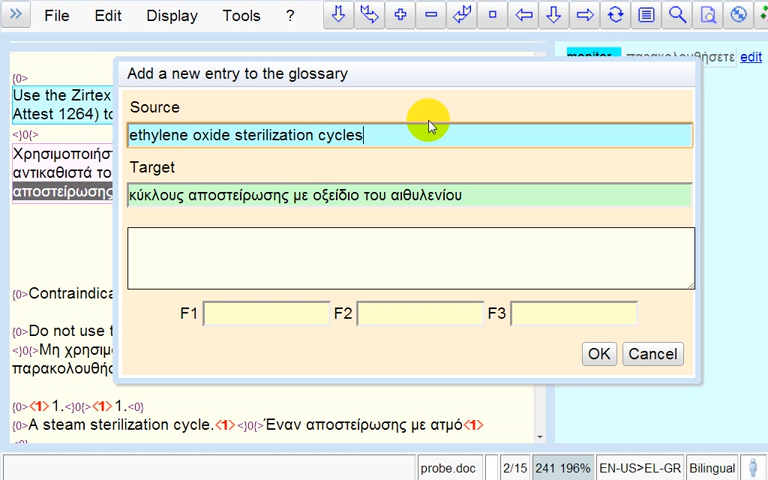 File Edit Display Tools ?
Add a new entry to the glossary
monitor παρακολουθήσετε edit
{0>
Use the Zirtex
Attest 1264) to
<}0{>
Source
ethylene oxide sterilization cycles
Target
κύκλους αποστείρωσης με οξείδιο του αιθυλενίου
Χρησιμοποιήστ
αντικαθιστά το
αποστείρωσης
F1 F2 F3
OK Cancel
{0>Contraindica
{0>Do not use t
<}0{>Μη χρησιμο
παρακολουθήσ
{0><1> 1.<}0{><1> 1.<0}
{0>A steam sterilization cycle.<1><}0{>Έναν αποστείρωσης με ατμό<1>
<0}
probe.doc 2/15 241 196% EN-US>EL-GR Bilingual